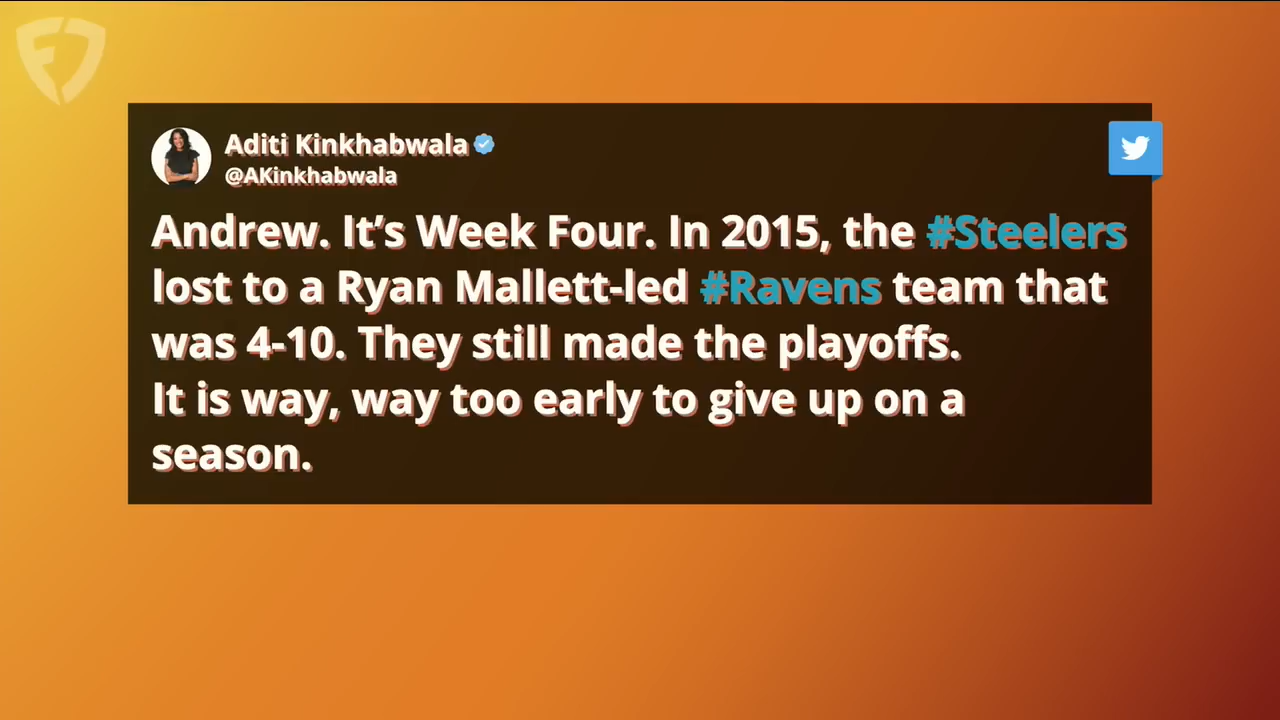 Aditi Kinkhabwala
@AKinkhabwala
Andrew. It’s Week Four. In 2015, the #Steelers
lost to a Ryan Mallett-led #Ravens team that
was 4-10. They still made the playoffs.
It is way, way too early to give up on a
season.